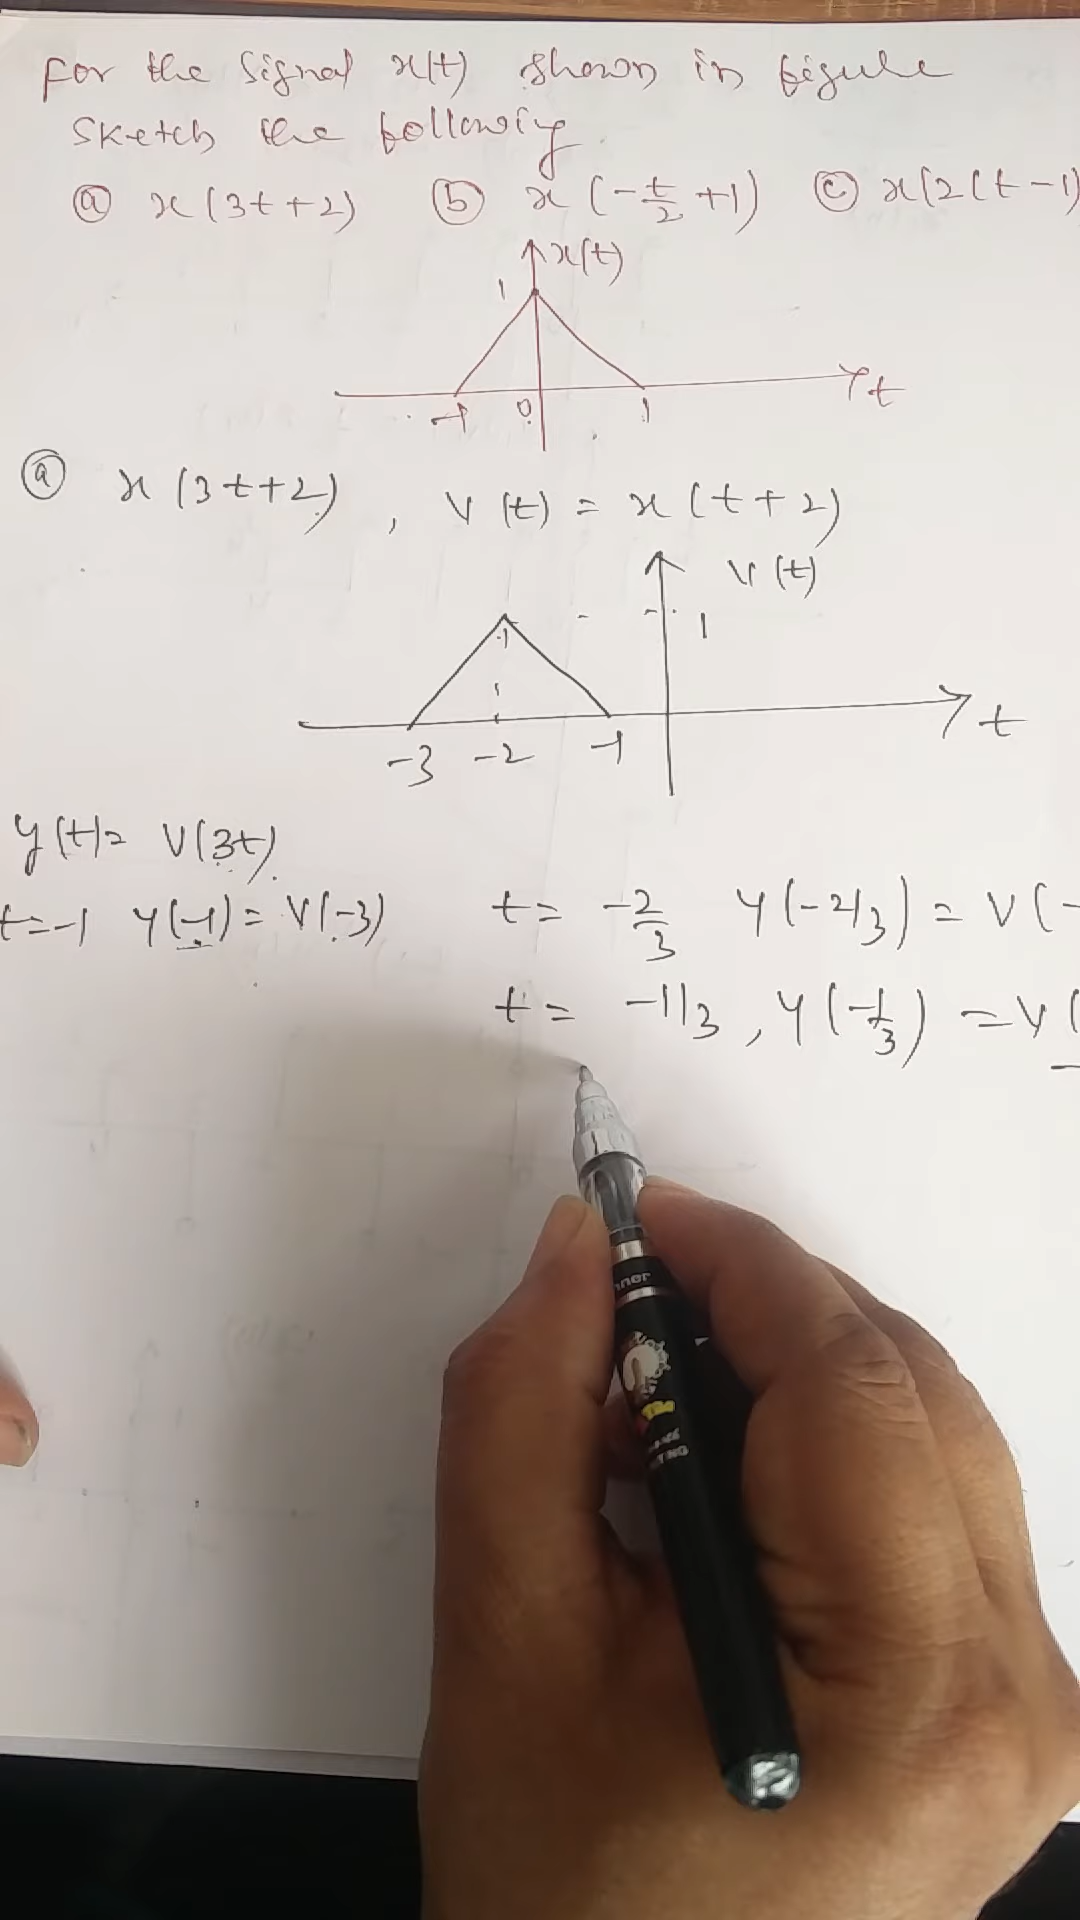 For the signal x(t) shown in figure
sketch the following
(a) x(3t+2) (b) x(-t/2 +1) (c) x(2(t-1)
x(t)
1
-1 0 1 t
(a) x(3t+2), v(t) = x(t+2)
v(t)
1 1
-3 -2 -1 t
y(t)= v(3t)
t=-1 y(-1) = v(-3) t= -2/3 y(-2/3) = v(-
t= -1/3, y(-1/3) = v(